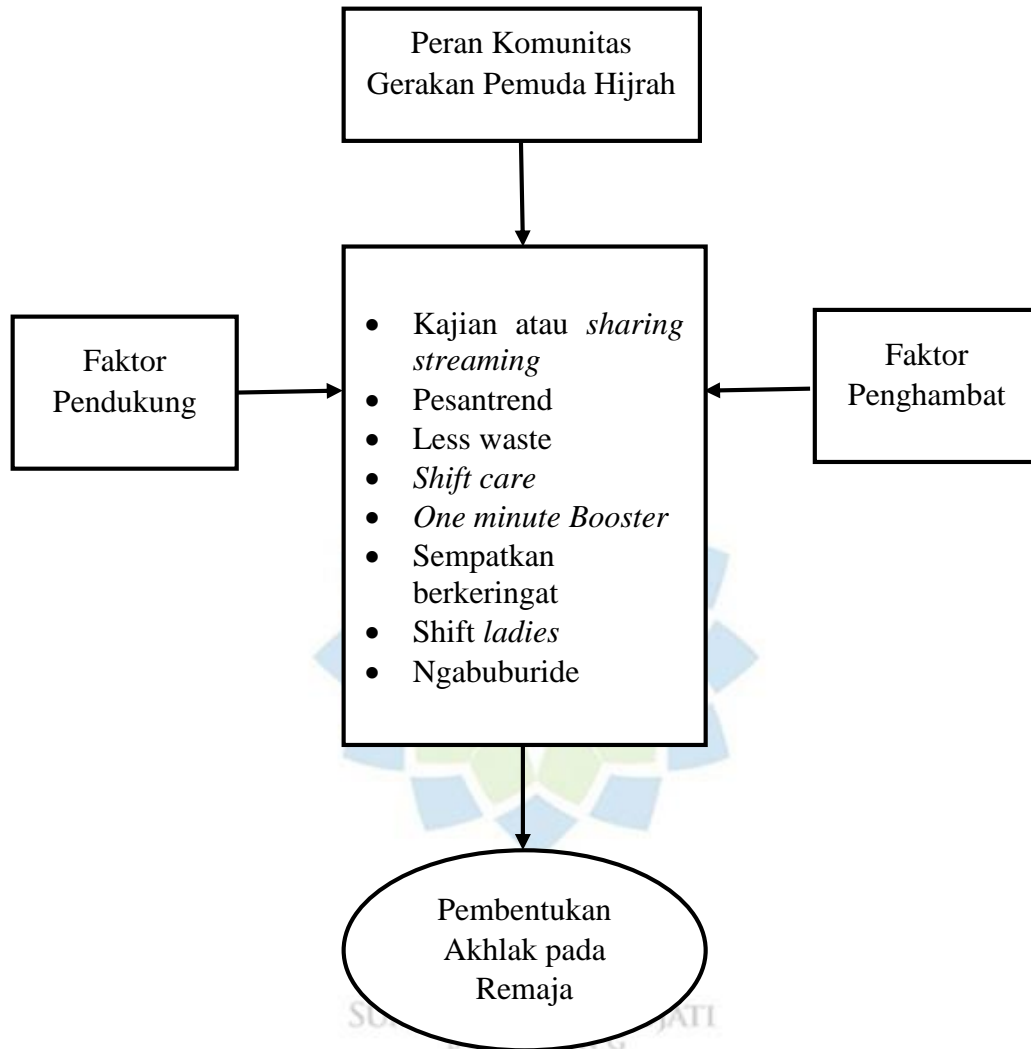 Peran Komunitas
Gerakan Pemuda Hijrah
Faktor
Pendukung
• Kajian atau sharing
streaming
• Pesantrend
• Less waste
• Shift care
• One minute Booster
• Sempatkan
berkeringat
• Shift ladies
• Ngabuburide
Faktor
Penghambat
Pembentukan
Akhlak pada
Remaja